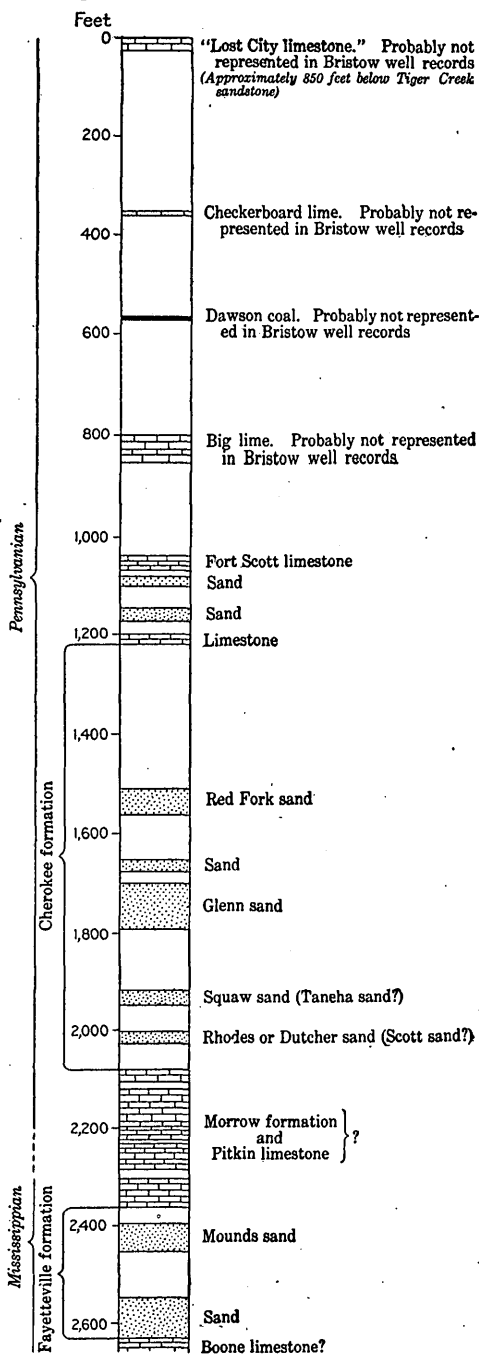 Feet
0
"Lost City limestone." Probably not
represented in Bristow well records
(Approximately 850 feet below Tiger Creek
sandstone)
200
Checkerboard lime. Probably not re-
presented in Bristow well records
400
Dawson coal. Probably not represent-
ed in Bristow well records
600
800
Big lime. Probably not represented
in Bristow well records
1,000
Fort Scott limestone
Sand
Pennsylvanian
Sand
1,200
Limestone
1,400
Red Fork sand
1,600
Cherokee formation
Sand
Glenn sand
1,800
Squaw sand (Taneha sand?)
2,000
Rhodes or Dutcher sand (Scott sand?)
2,200
Morrow formation
and
Pitkin limestone
?
Mississippian
Fayetteville formation
2,400
Mounds sand
2,600
Sand
Boone limestone?